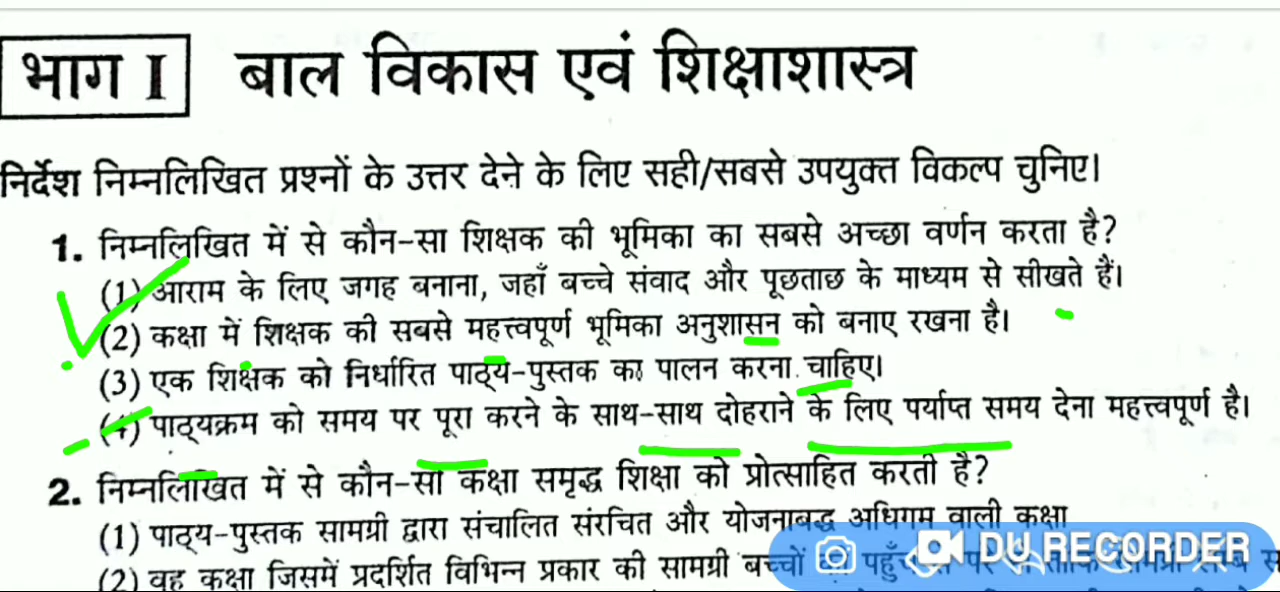 भाग I बाल विकास एवं शिक्षाशास्त्र
निर्देश निम्नलिखित प्रश्नों के उत्तर देने के लिए सही/सबसे उपयुक्त विकल्प चुनिए।
1. निम्नलिखित में से कौन-सा शिक्षक की भूमिका का सबसे अच्छा वर्णन करता है?
(1) आराम के लिए जगह बनाना, जहाँ बच्चे संवाद और पूछताछ के माध्यम से सीखते हैं।
(2) कक्षा में शिक्षक की सबसे महत्त्वपूर्ण भूमिका अनुशासन को बनाए रखना है।
(3) एक शिक्षक को निर्धारित पाठ्य-पुस्तक का पालन करना चाहिए।
(4) पाठ्यक्रम को समय पर पूरा करने के साथ-साथ दोहराने के लिए पर्याप्त समय देना महत्त्वपूर्ण है।
2. निम्नलिखित में से कौन-सी कक्षा समृद्ध शिक्षा को प्रोत्साहित करती है?
(1) पाठ्य-पुस्तक सामग्री द्वारा संचालित संरचित और योजनाबद्ध अधिगम वाली कक्षा
(2) वह कक्षा जिसमें प्रदर्शित विभिन्न प्रकार की सामग्री बच्चों
DU RECORDER